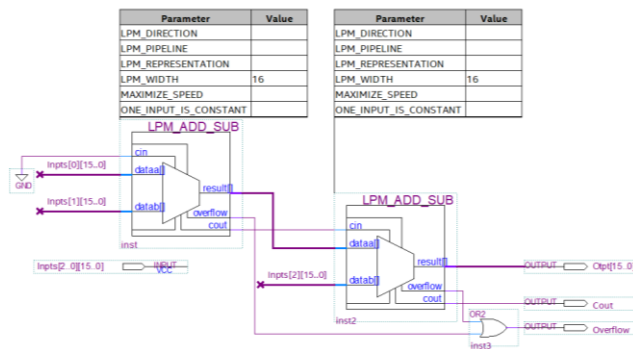 Parameter Value
LPM_DIRECTION
LPM_PIPELINE
LPM_REPRESENTATION
LPM_WIDTH 16
MAXIMIZE_SPEED
ONE_INPUT_IS_CONSTANT
Parameter Value
LPM_DIRECTION
LPM_PIPELINE
LPM_REPRESENTATION
LPM_WIDTH 16
MAXIMIZE_SPEED
ONE_INPUT_IS_CONSTANT
LPM_ADD_SUB
cin
Inpts[0][15..0]
dataa[]
GND
result[]
Inpts[1][15..0]
datab[]
overflow
cout
inst
LPM_ADD_SUB
cin
dataa[]
result[]
Inpts[2][15..0]
datab[]
overflow
cout
inst2
Inpts[2..0][15..0]
INPUT
VCC
OUTPUT
Otpt[15..0]
OUTPUT
Cout
OR2
OUTPUT
Overflow
inst3